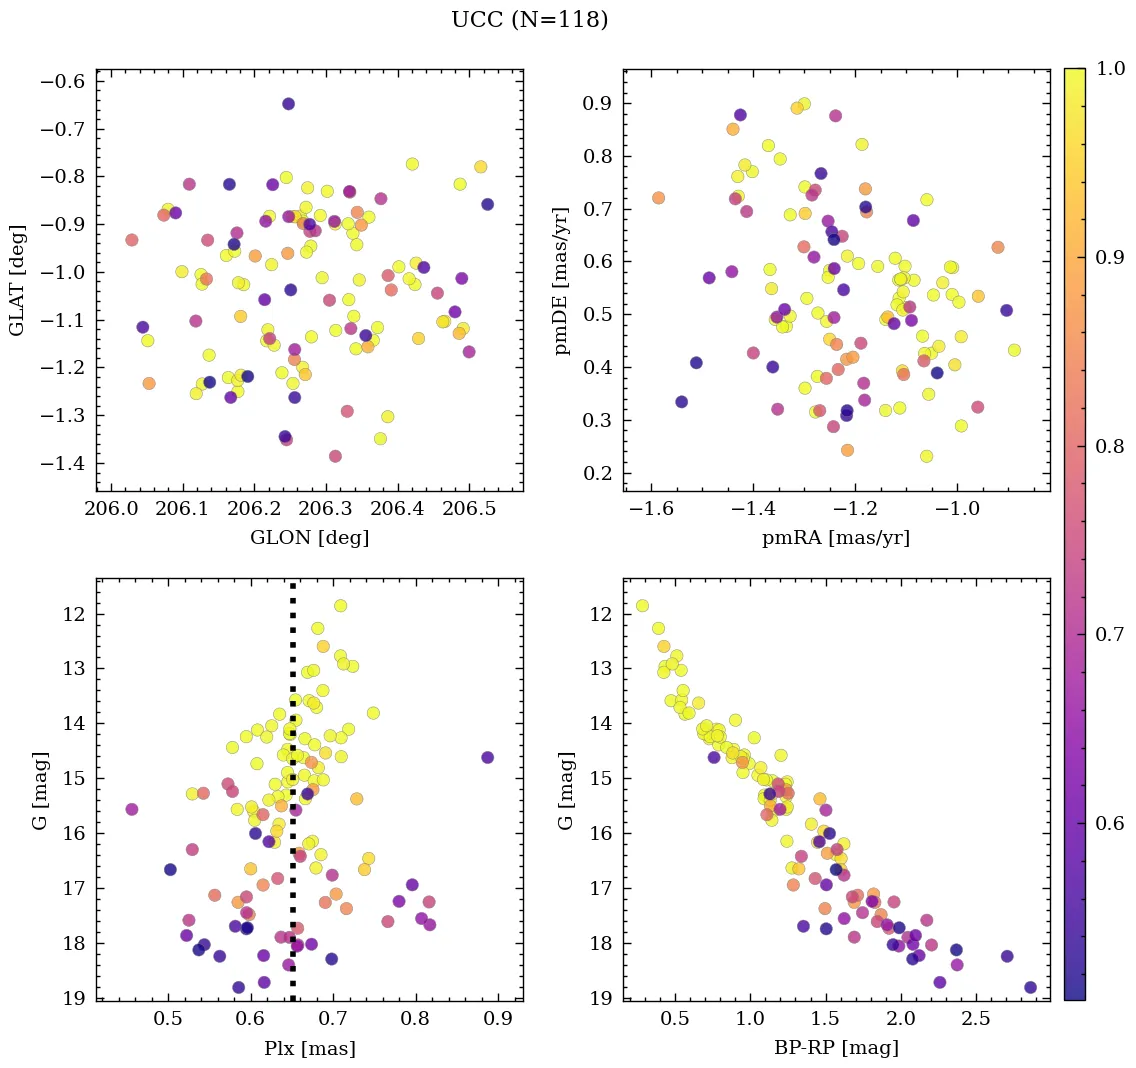 UCC (N=118)
−0.6
−0.7
−0.8
−0.9
−1.0
−1.1
−1.2
−1.3
−1.4
GLAT [deg]
206.0 206.1 206.2 206.3 206.4 206.5
GLON [deg]
0.9
0.8
0.7
0.6
0.5
0.4
0.3
0.2
pmDE [mas/yr]
−1.6 −1.4 −1.2 −1.0
pmRA [mas/yr]
12
13
14
15
16
17
18
19
G [mag]
0.5 0.6 0.7 0.8 0.9
Plx [mas]
12
13
14
15
16
17
18
19
G [mag]
0.5 1.0 1.5 2.0 2.5
BP-RP [mag]
1.0
0.9
0.8
0.7
0.6